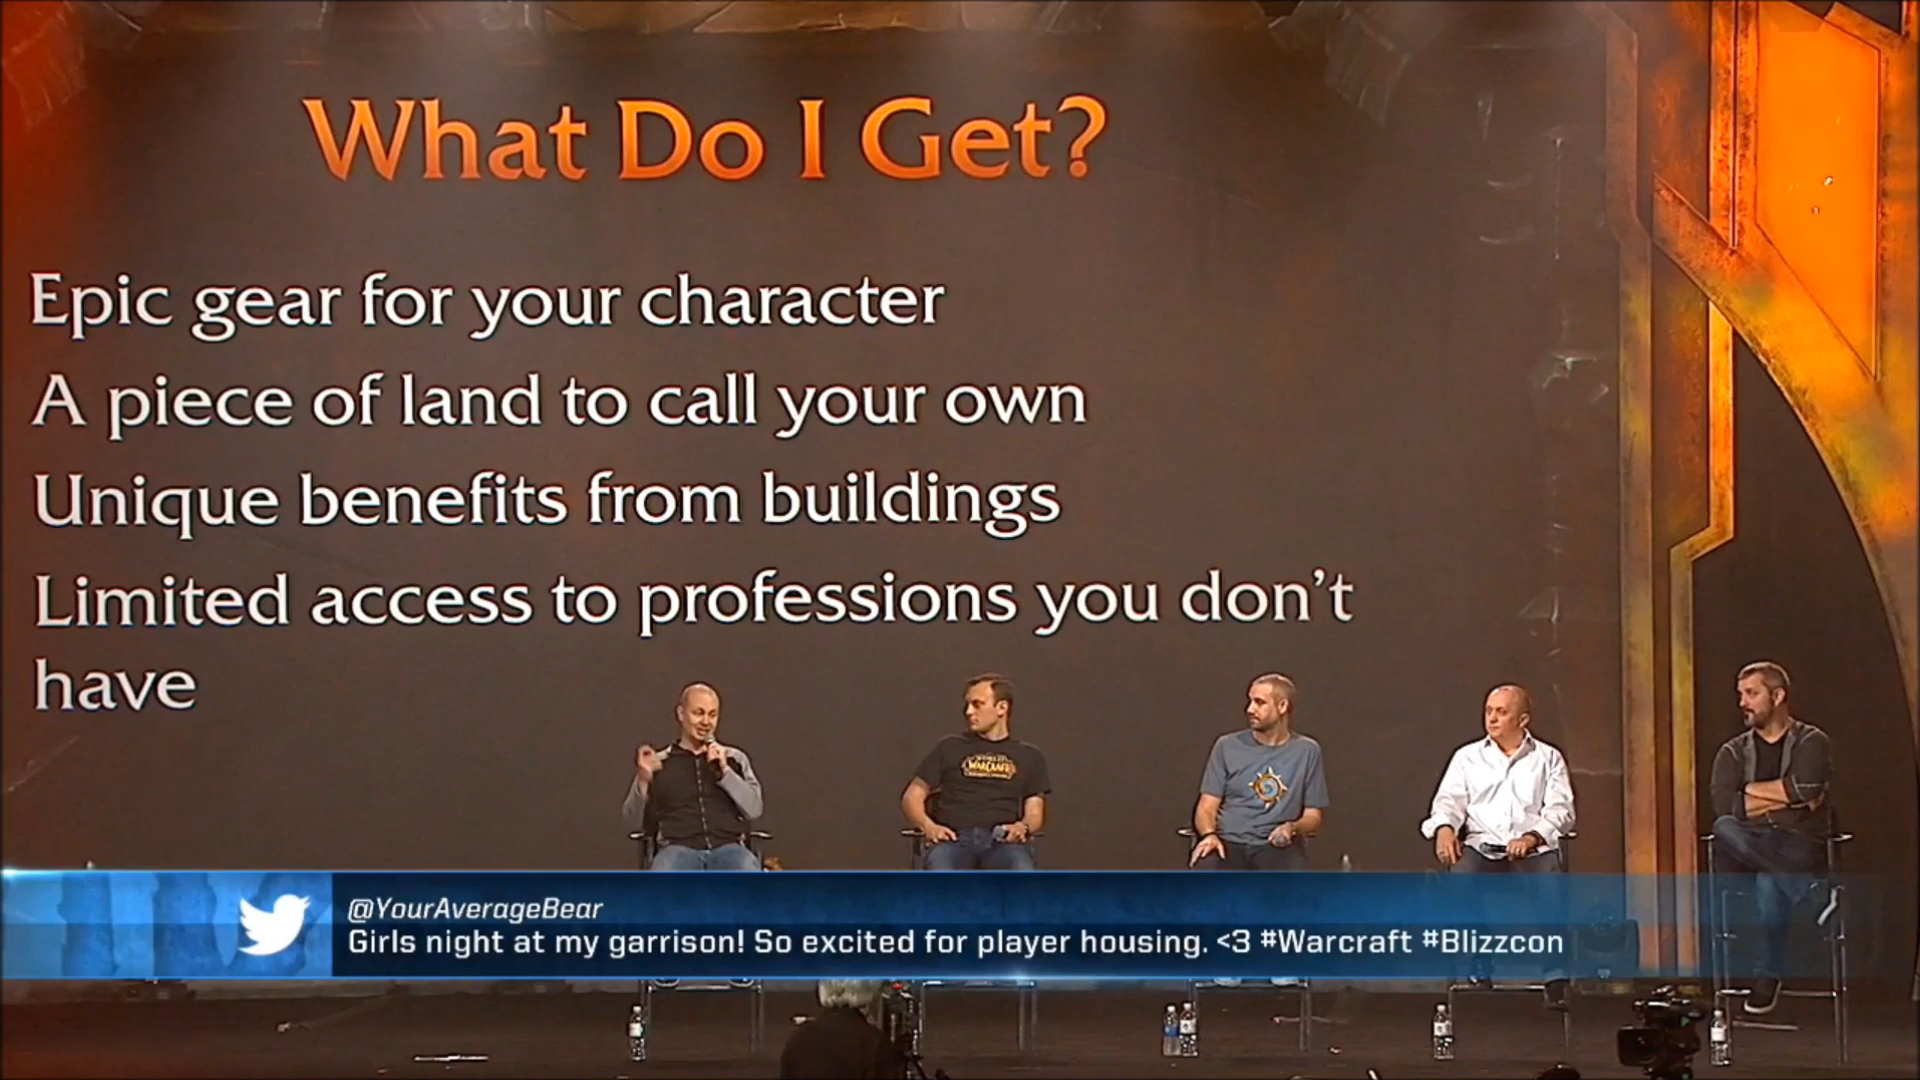 What Do I Get?
Epic gear for your character
A piece of land to call your own
Unique benefits from buildings
Limited access to professions you don't
have
WARCRAFT
@YourAverageBear
Girls night at my garrison! So excited for player housing. <3 #Warcraft #Blizzcon